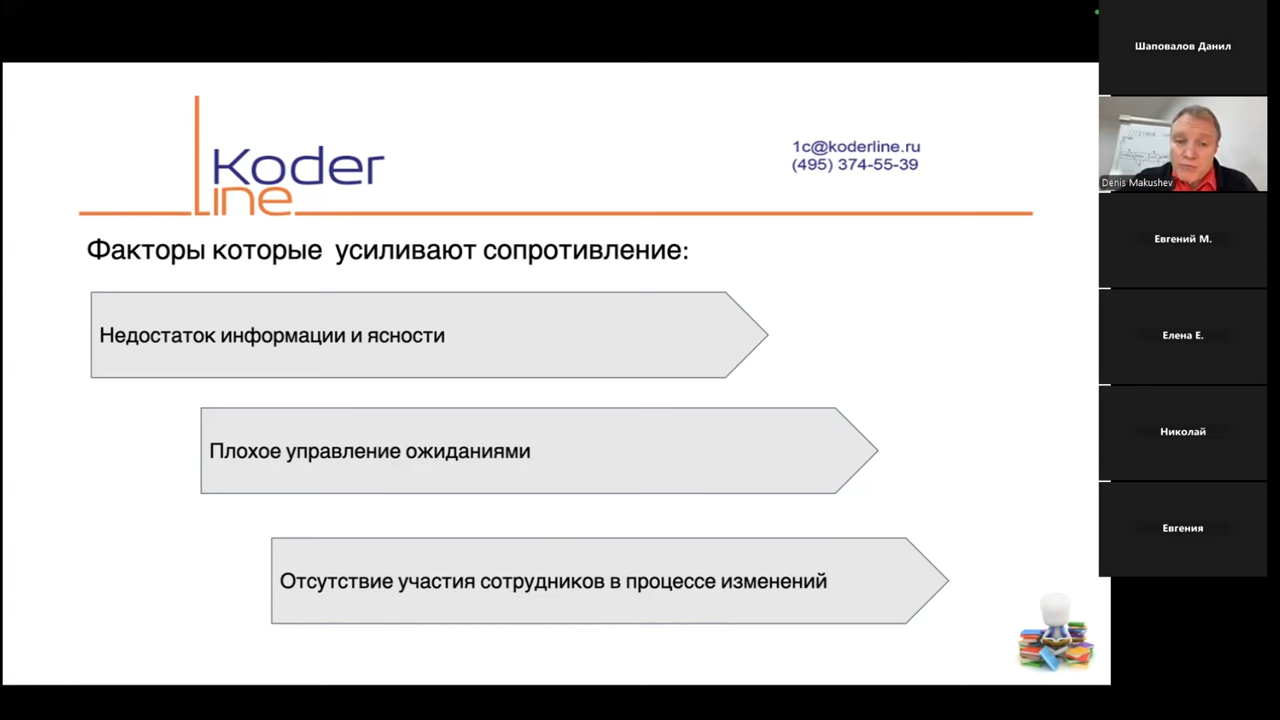 Koder
Line
1c@koderline.ru
(495) 374-55-39
Факторы которые усиливают сопротивление:
Недостаток информации и ясности
Плохое управление ожиданиями
Отсутствие участия сотрудников в процессе изменений
Шаповалов Данил
Denis Makushev
Евгений М.
Елена Е.
Николай
Евгения